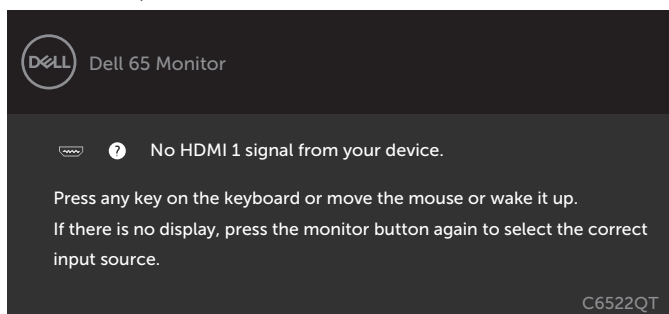 DELL
Dell 65 Monitor
? No HDMI 1 signal from your device.
Press any key on the keyboard or move the mouse or wake it up.
If there is no display, press the monitor button again to select the correct
input source.
C6522QT